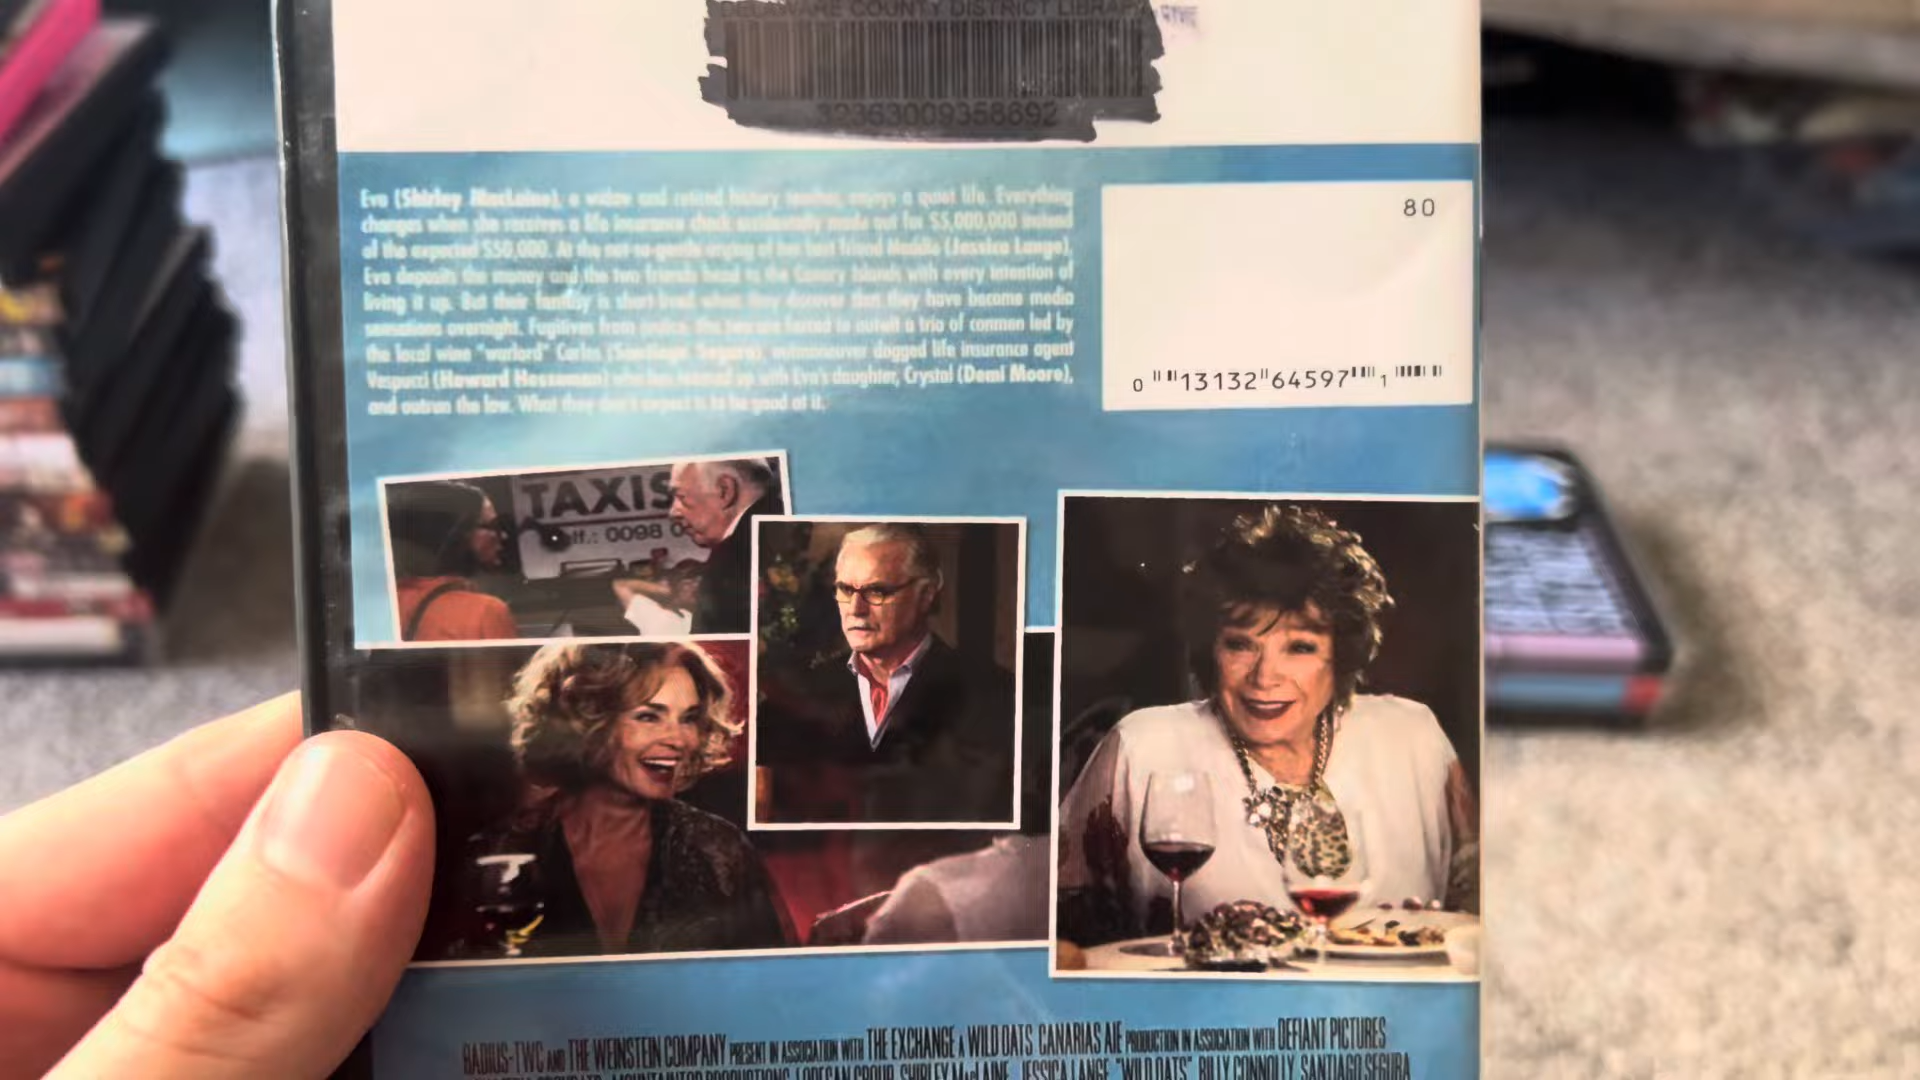 DELAWARE COUNTY DISTRICT LIBRARY
32363009358692
Eva (Shirley MacLaine), a widow and retired history teacher, enjoys a quiet life. Everything
changes when she receives a life insurance check accidentally made out for $5,000,000 instead
of the expected $50,000. At the not-so-gentle urging of her best friend Maddie (Jessica Lange),
Eva deposits the money and the two friends head to the Canary Islands with every intention of
living it up. But their fantasy is short-lived when they discover that they have become media
sensations overnight. Fugitives from justice, the two are forced to outwit a trio of conmen led by
the local wine "warlord" Carlos (Santiago Segura), outmaneuver dogged life insurance agent
Vespucci (Howard Hesseman) who has teamed up with Eva's daughter, Crystal (Demi Moore),
and outrun the law. What they don't expect is to be good at it.
80
0 13132 64597 1
TAXIS
lf.: 0098 0
RADIUS-TWC AND THE WEINSTEIN COMPANY PRESENT IN ASSOCIATION WITH THE EXCHANGE A WILD OATS CANARIAS AIE PRODUCTION IN ASSOCIATION WITH DEFIANT PICTURES
MOUNTAINTOP PRODUCTIONS LOREGAN GROUP SHIRLEY MacLAINE JESSICA LANGE "WILD OATS" BILLY CONNOLLY SANTIAGO SEGURA